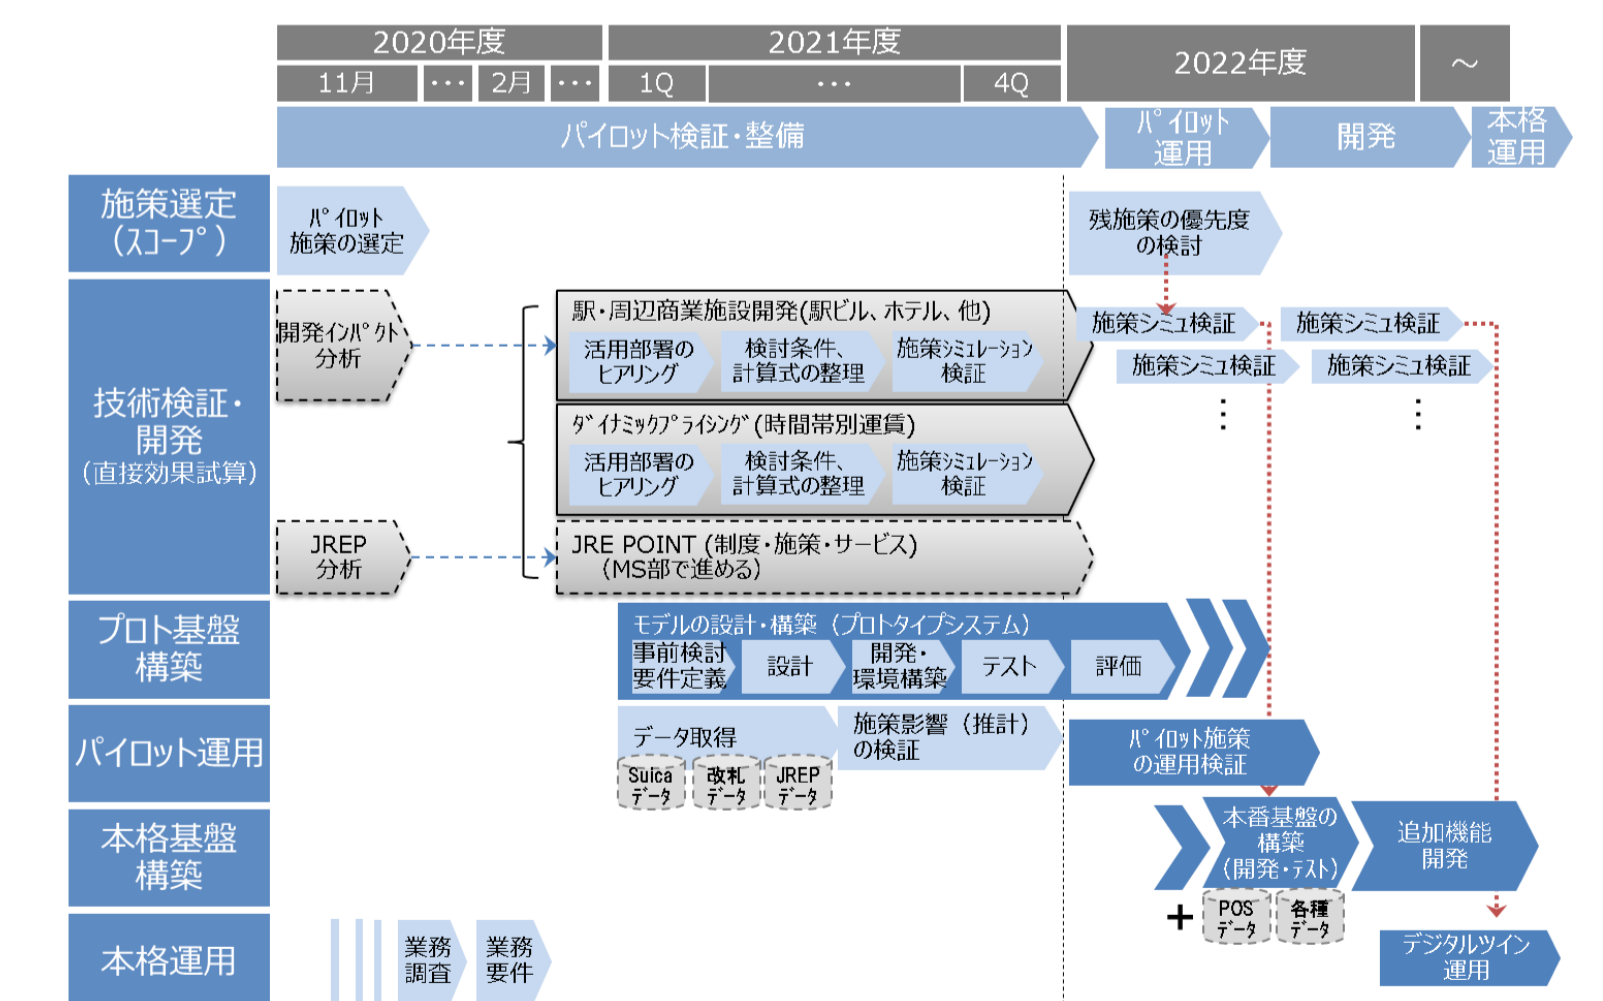 2020年度
2021年度
2022年度
～
11月
･･･
2月
･･･
1Q
･･･
4Q
パイロット検証・整備
ﾊﾟｲﾛｯﾄ
運用
開発
本格
運用
施策選定
（ｽｺｰﾌﾟ）
ﾊﾟｲﾛｯﾄ
施策の選定
残施策の優先度
の検討
技術検証・
開発
（直接効果試算）
開発ｲﾝﾊﾟｸﾄ
分析
駅・周辺商業施設開発(駅ビル、ホテル、他)
活用部署の
ヒアリング
検討条件、
計算式の整理
施策ｼﾐｭﾚｰｼｮﾝ
検証
施策シミュ検証
施策シミュ検証
施策シミュ検証
施策シミュ検証
ﾀﾞｲﾅﾐｯｸﾌﾟﾗｲｼﾝｸﾞ(時間帯別運賃)
活用部署の
ヒアリング
検討条件、
計算式の整理
施策ｼﾐｭﾚｰｼｮﾝ
検証
JREP
分析
JRE POINT (制度・施策・サービス)
（MS部で進める）
プロト基盤
構築
モデルの設計・構築（プロトタイプシステム）
事前検討
要件定義
設計
開発・
環境構築
テスト
評価
パイロット運用
データ取得
Suica
ﾃﾞｰﾀ
改札
ﾃﾞｰﾀ
JREP
ﾃﾞｰﾀ
施策影響（推計）
の検証
ﾊﾟｲﾛｯﾄ施策
の運用検証
本格基盤
構築
本番基盤の
構築
（開発・ﾃｽﾄ）
追加機能
開発
+
POS
ﾃﾞｰﾀ
各種
ﾃﾞｰﾀ
本格運用
業務
調査
業務
要件
デジタルツイン
運用